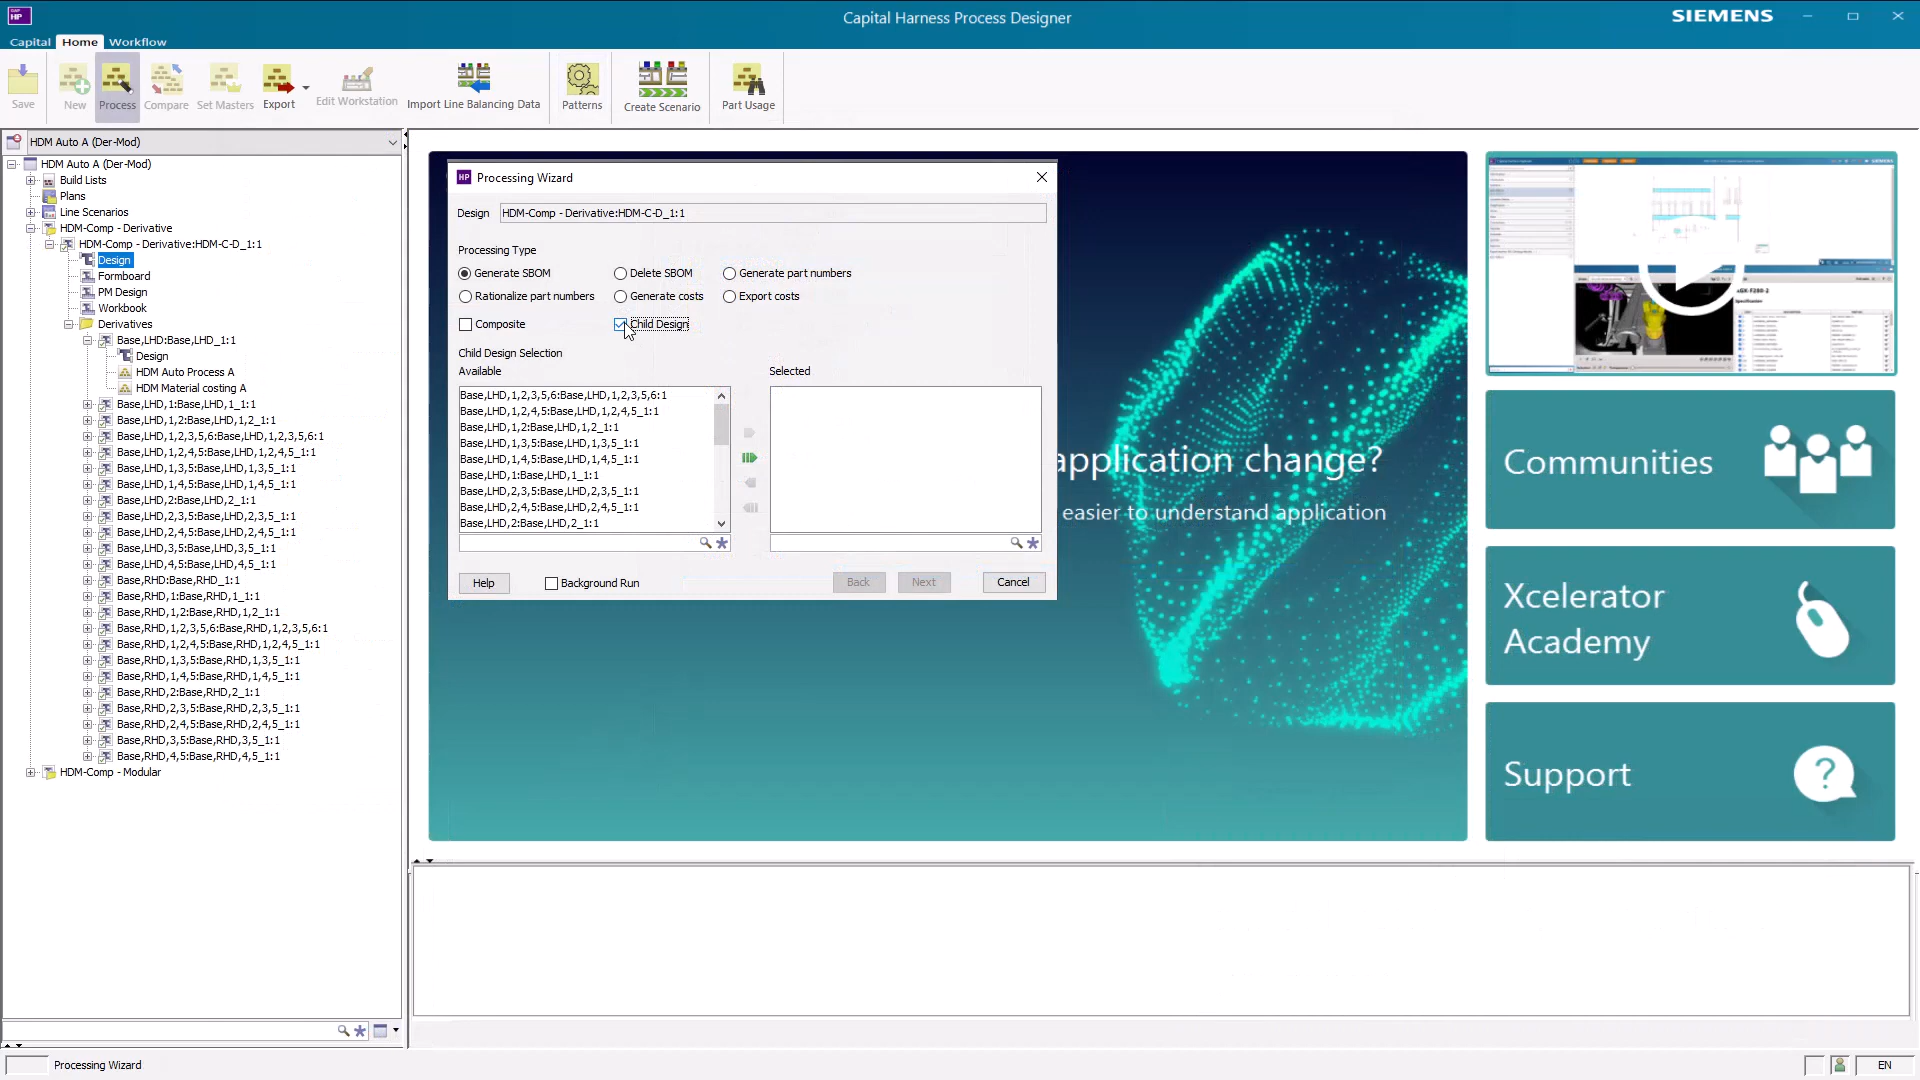 HP
Capital Harness Process Designer
SIEMENS
Capital
Home
Workflow
Save
New
Process
Compare
Set Masters
Export
Edit Workstation
Import Line Balancing Data
Patterns
Create Scenario
Part Usage
HDM Auto A (Der-Mod)
HDM Auto A (Der-Mod)
Build Lists
Plans
Line Scenarios
HDM-Comp - Derivative
HDM-Comp - Derivative:HDM-C-D_1:1
Design
Formboard
PM Design
Workbook
Derivatives
Base,LHD:Base,LHD_1:1
Design
HDM Auto Process A
HDM Material costing A
Base,LHD,1:Base,LHD,1_1:1
Base,LHD,1,2:Base,LHD,1,2_1:1
Base,LHD,1,2,3,5,6:Base,LHD,1,2,3,5,6:1
Base,LHD,1,2,4,5:Base,LHD,1,2,4,5_1:1
Base,LHD,1,3,5:Base,LHD,1,3,5_1:1
Base,LHD,1,4,5:Base,LHD,1,4,5_1:1
Base,LHD,2:Base,LHD,2_1:1
Base,LHD,2,3,5:Base,LHD,2,3,5_1:1
Base,LHD,2,4,5:Base,LHD,2,4,5_1:1
Base,LHD,3,5:Base,LHD,3,5_1:1
Base,LHD,4,5:Base,LHD,4,5_1:1
Base,RHD:Base,RHD_1:1
Base,RHD,1:Base,RHD,1_1:1
Base,RHD,1,2:Base,RHD,1,2_1:1
Base,RHD,1,2,3,5,6:Base,RHD,1,2,3,5,6:1
Base,RHD,1,2,4,5:Base,RHD,1,2,4,5_1:1
Base,RHD,1,3,5:Base,RHD,1,3,5_1:1
Base,RHD,1,4,5:Base,RHD,1,4,5_1:1
Base,RHD,2:Base,RHD,2_1:1
Base,RHD,2,3,5:Base,RHD,2,3,5_1:1
Base,RHD,2,4,5:Base,RHD,2,4,5_1:1
Base,RHD,3,5:Base,RHD,3,5_1:1
Base,RHD,4,5:Base,RHD,4,5_1:1
HDM-Comp - Modular
HP Processing Wizard
Design HDM-Comp - Derivative:HDM-C-D_1:1
Processing Type
Generate SBOM
Delete SBOM
Generate part numbers
Rationalize part numbers
Generate costs
Export costs
Composite
Child Design
Child Design Selection
Available
Selected
Base,LHD,1,2,3,5,6:Base,LHD,1,2,3,5,6:1
Base,LHD,1,2,4,5:Base,LHD,1,2,4,5_1:1
Base,LHD,1,2:Base,LHD,1,2_1:1
Base,LHD,1,3,5:Base,LHD,1,3,5_1:1
Base,LHD,1,4,5:Base,LHD,1,4,5_1:1
Base,LHD,1:Base,LHD,1_1:1
Base,LHD,2,3,5:Base,LHD,2,3,5_1:1
Base,LHD,2,4,5:Base,LHD,2,4,5_1:1
Base,LHD,2:Base,LHD,2_1:1
Help
Background Run
Back
Next
Cancel
application change?
easier to understand application
Communities
Xcelerator
Academy
Support
Processing Wizard
EN